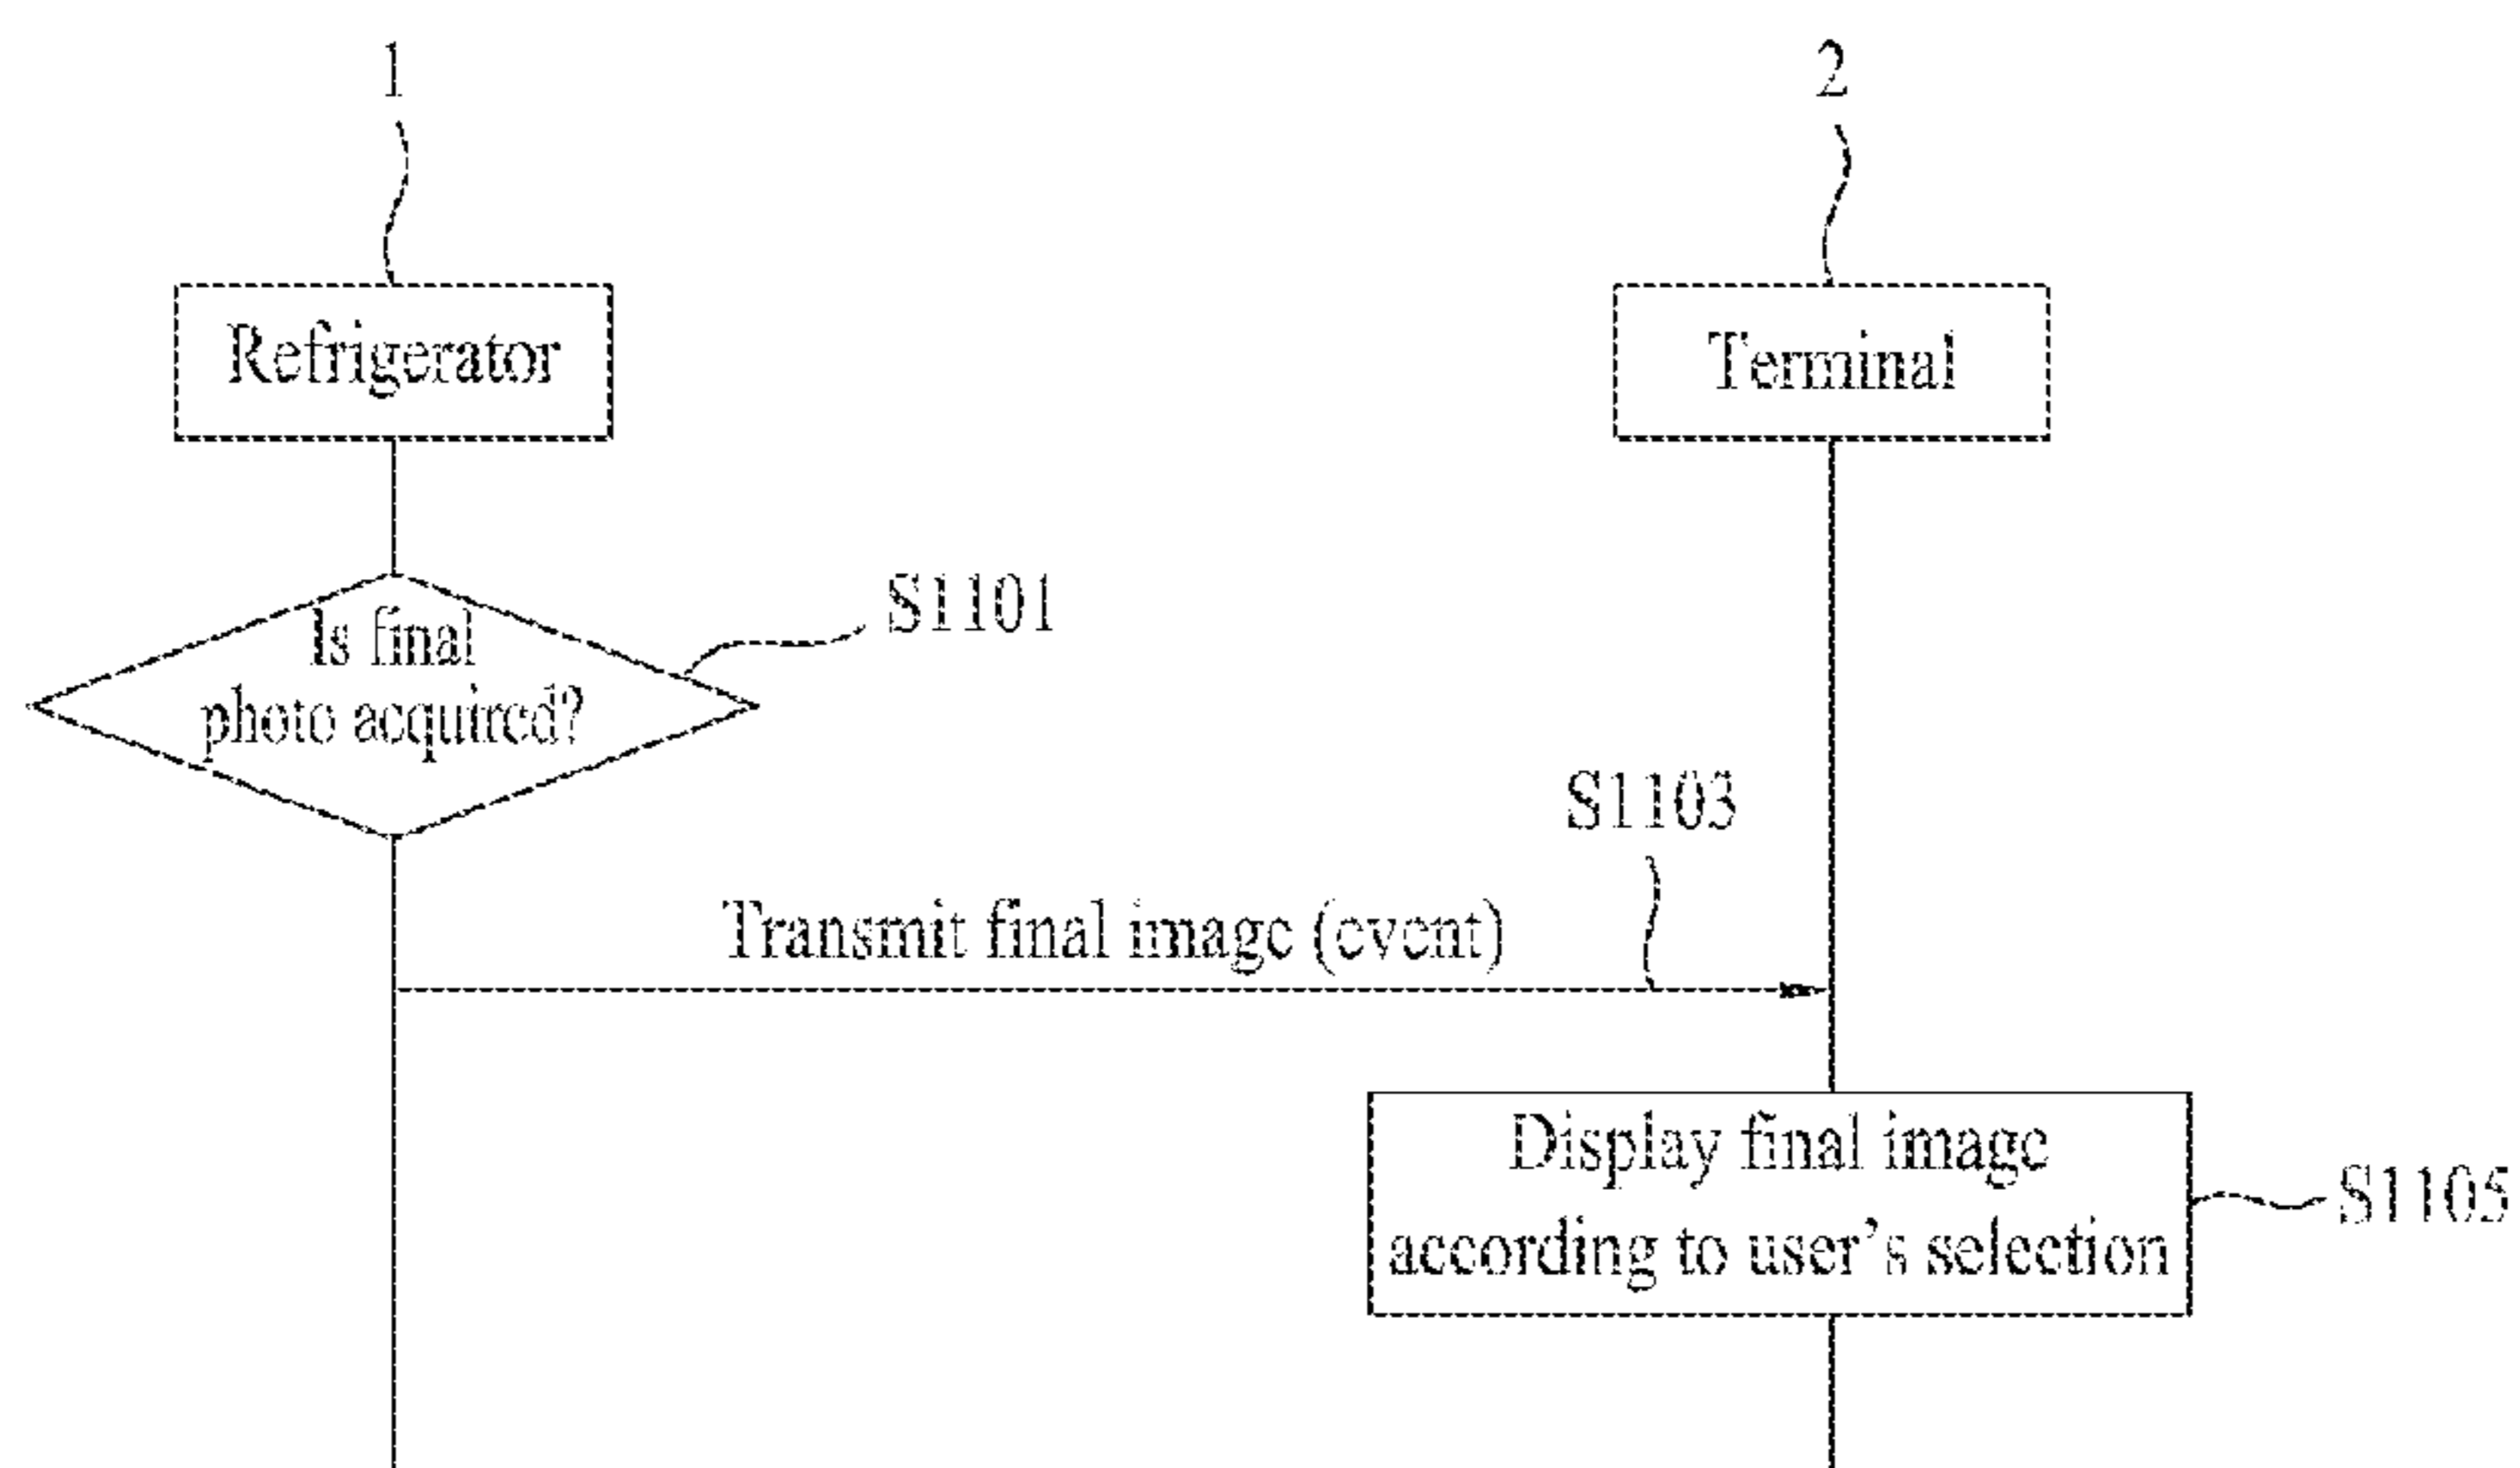 1
2
Refrigerator
Terminal
Is final
photo acquired?
S1101
S1103
Transmit final image (event)
Display final image
according to user's selection
S1105